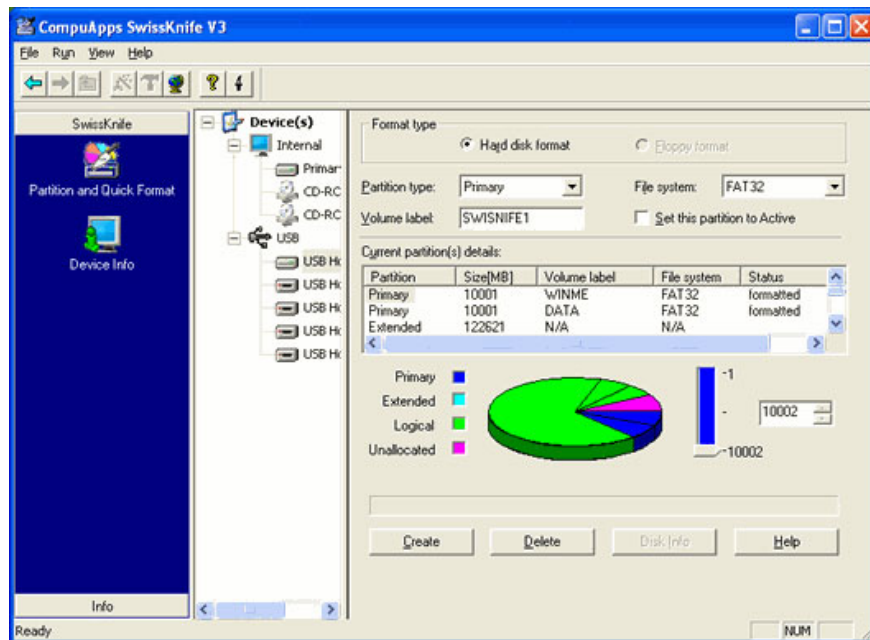 CompuApps SwissKnife V3
File Run View Help
SwissKnife
Partition and Quick Format
Device Info
Info
Device(s)
Internal
Primar
CD-RC
CD-RC
USB
USB Hc
USB Hc
USB Hc
USB Hc
USB Hc
Format type
Hard disk format
Floppy format
Partition type: Primary File system: FAT32
Volume label: SWISNIFE1 Set this partition to Active
Current partition(s) details:
Partition Size[MB] Volume label File system Status
Primary 10001 WINME FAT32 formatted
Primary 10001 DATA FAT32 formatted
Extended 122621 N/A N/A
Primary
Extended
Logical
Unallocated
-1
-
-10002
10002
Create Delete Disk Info Help
Ready NUM